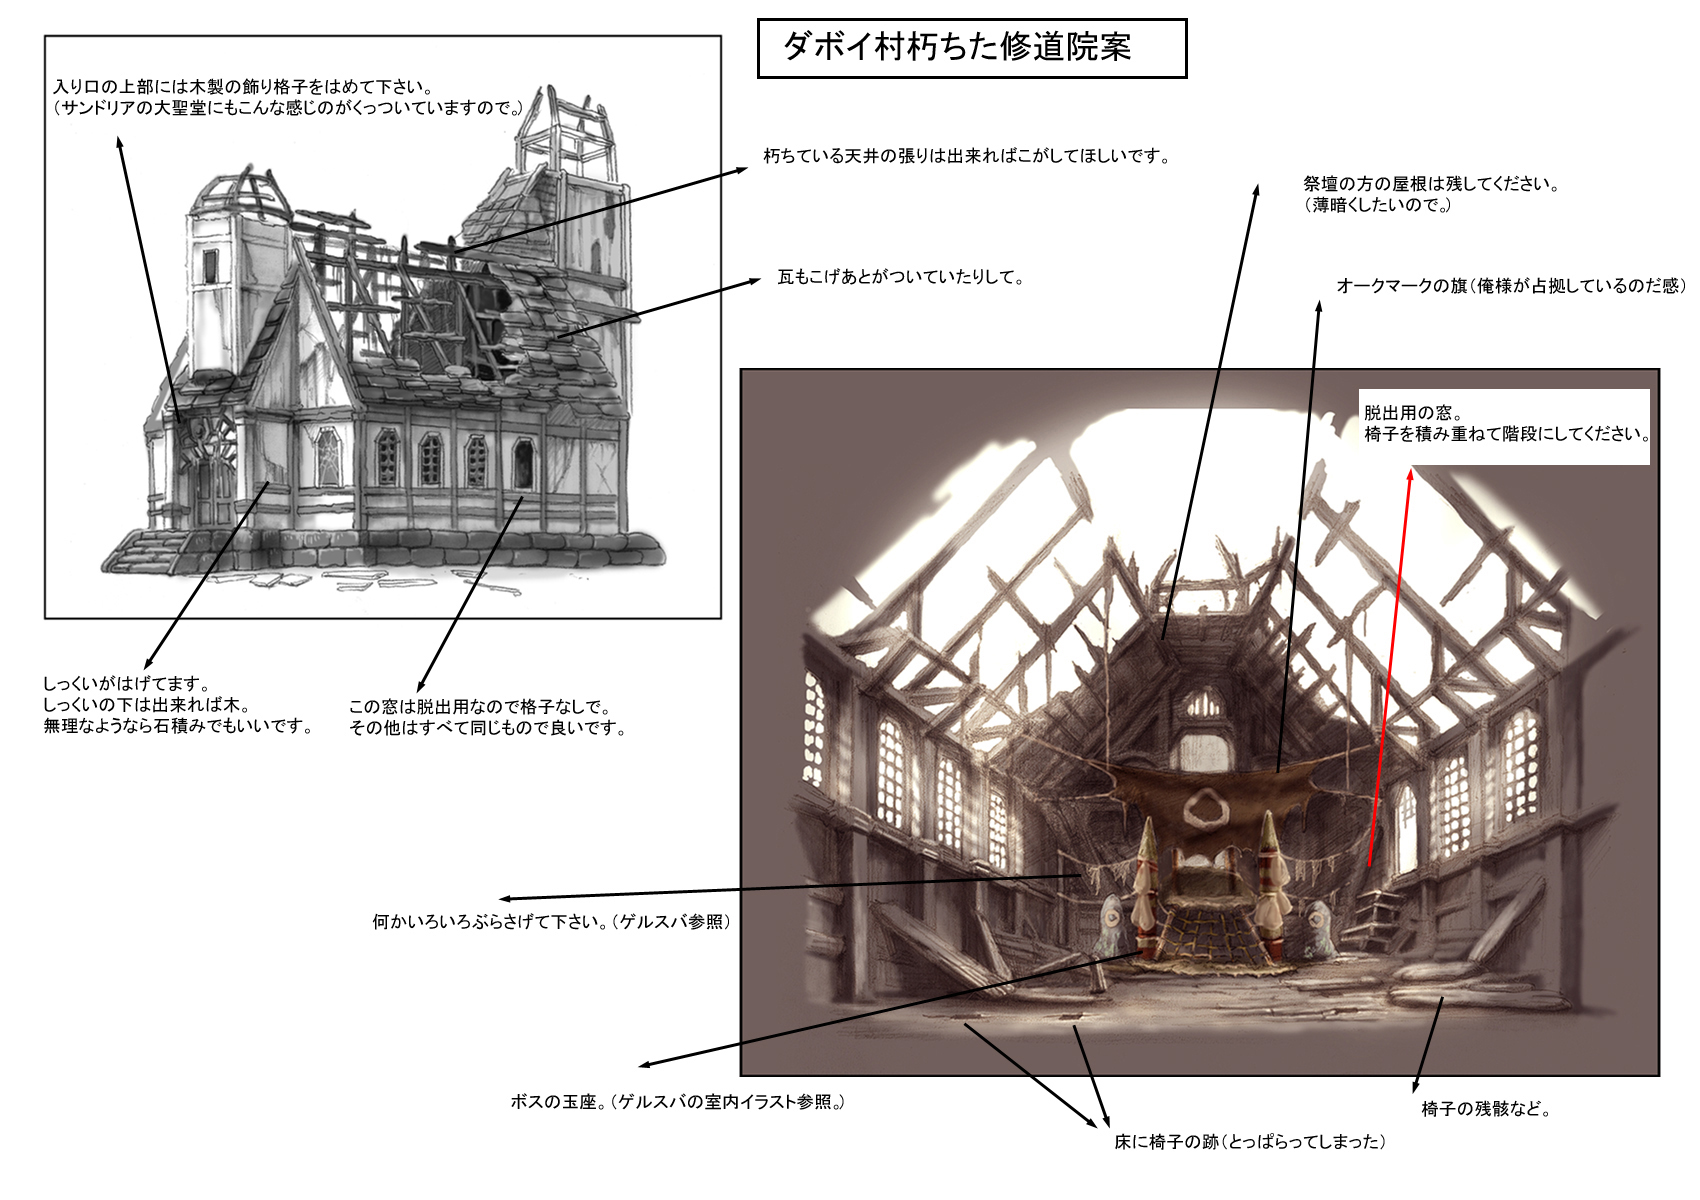 ダボイ村朽ちた修道院案
入り口の上部には木製の飾り格子をはめて下さい。
（サンドリアの大聖堂にもこんな感じのがくっついていますので。）
朽ちている天井の張りは出来ればこがしてほしいです。
瓦もこげあとがついていたりして。
祭壇の方の屋根は残してください。
（薄暗くしたいので。）
オークマークの旗（俺様が占拠しているのだ感）
脱出用の窓。
椅子を積み重ねて階段にしてください。
しっくいがはげてます。
しっくいの下は出来れば木。
無理なようなら石積みでもいいです。
この窓は脱出用なので格子なしで。
その他はすべて同じもので良いです。
何かいろいろぶらさげて下さい。（ゲルスバ参照）
ボスの玉座。（ゲルスバの室内イラスト参照。）
床に椅子の跡（とっぱらってしまった）
椅子の残骸など。